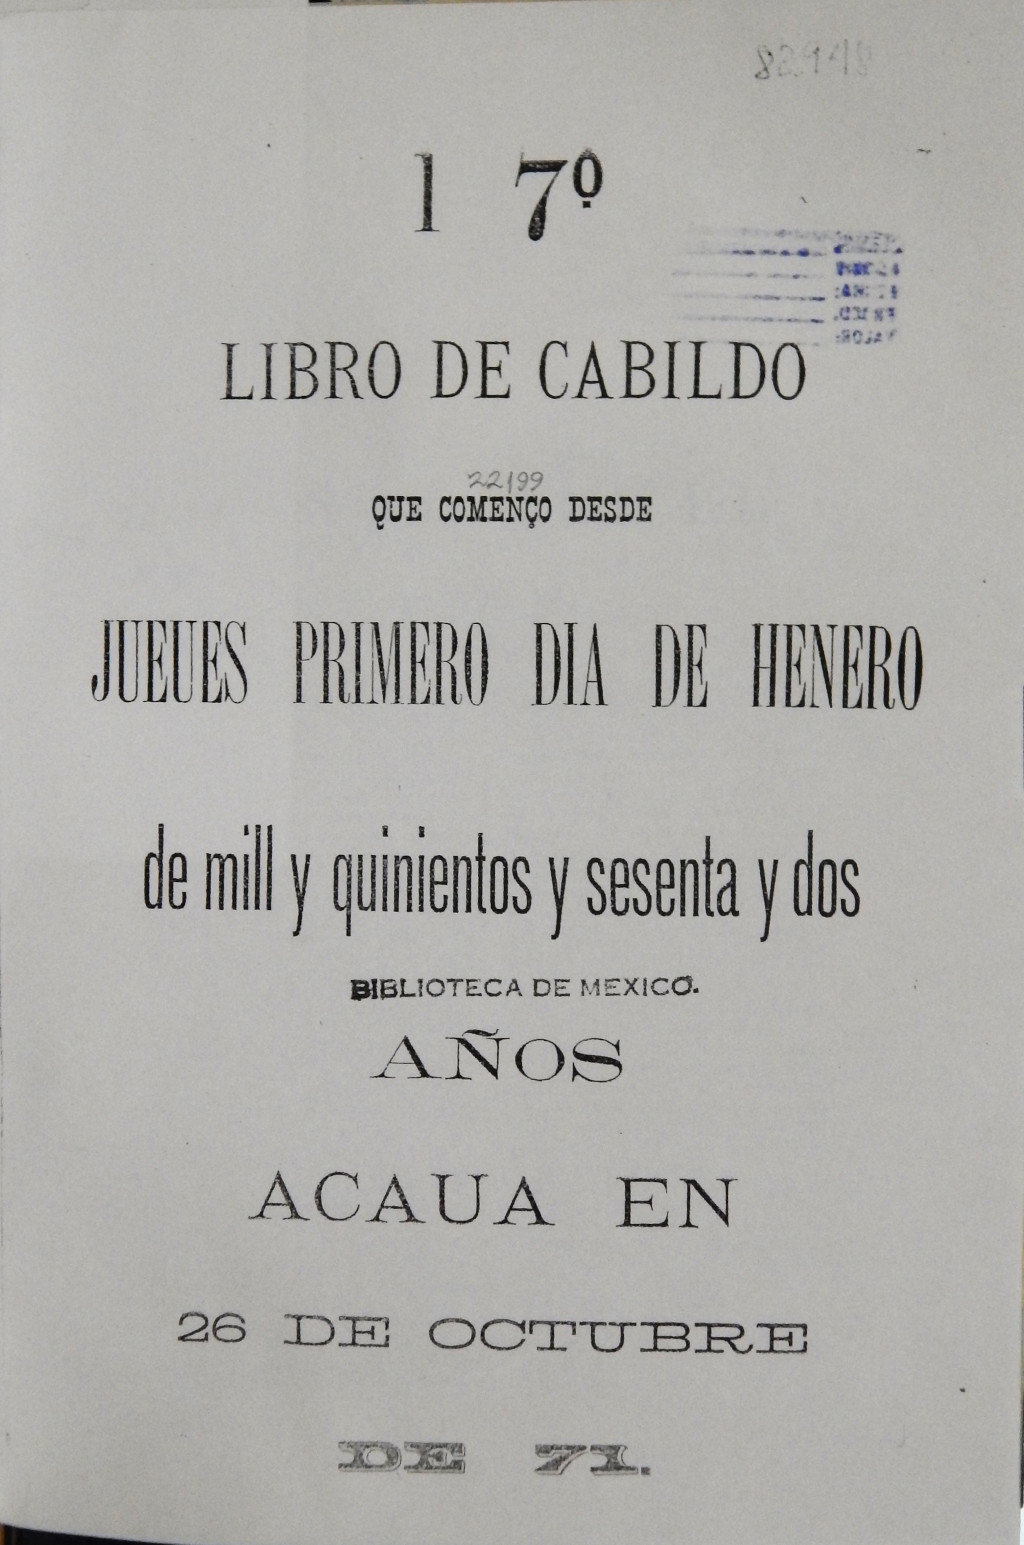 1 7º
LIBRO DE CABILDO
22199
QUE COMENÇO DESDE
JUEUES PRIMERO DIA DE HENERO
de mill y quinientos y sesenta y dos
BIBLIOTECA DE MEXICO.
AÑOS
ACAUA EN
26 DE OCTUBRE
DE 71.